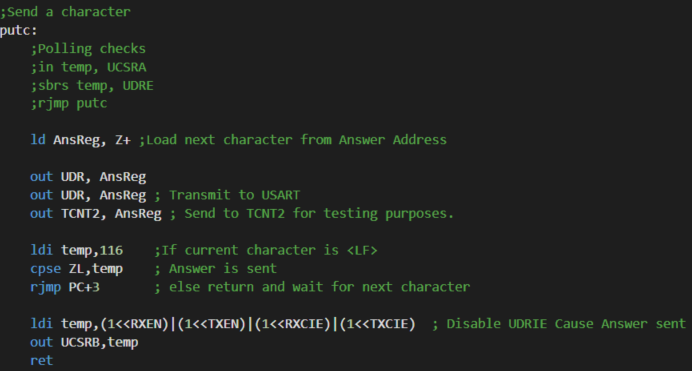 ;Send a character
putc:
;Polling checks
;in temp, UCSRA
;sbrs temp, UDRE
;rjmp putc
ld AnsReg, Z+ ;Load next character from Answer Address
out UDR, AnsReg
out UDR, AnsReg ; Transmit to USART
out TCNT2, AnsReg ; Send to TCNT2 for testing purposes.
ldi temp,116 ;If current character is <LF>
cpse ZL,temp ; Answer is sent
rjmp PC+3 ; else return and wait for next character
ldi temp,(1<<RXEN)|(1<<TXEN)|(1<<RXCIE)|(1<<TXCIE) ; Disable UDRIE Cause Answer sent
out UCSRB,temp
ret